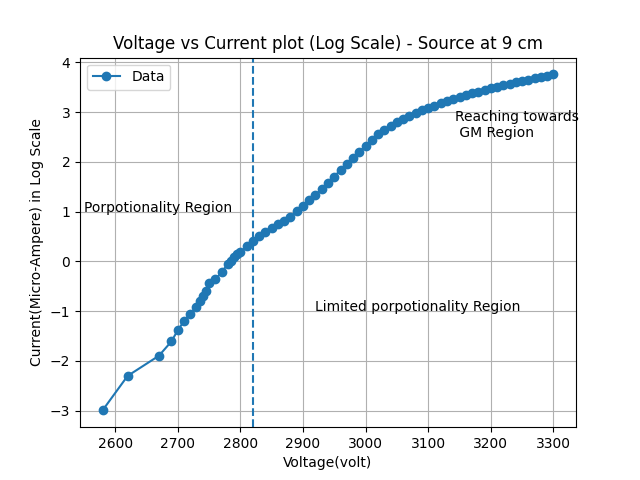 Voltage vs Current plot (Log Scale) - Source at 9 cm
Data
Reaching towards
GM Region
Porpotionality Region
Limited porpotionality Region
Current(Micro-Ampere) in Log Scale
4
3
2
1
0
−1
−2
−3
2600 2700 2800 2900 3000 3100 3200 3300
Voltage(volt)